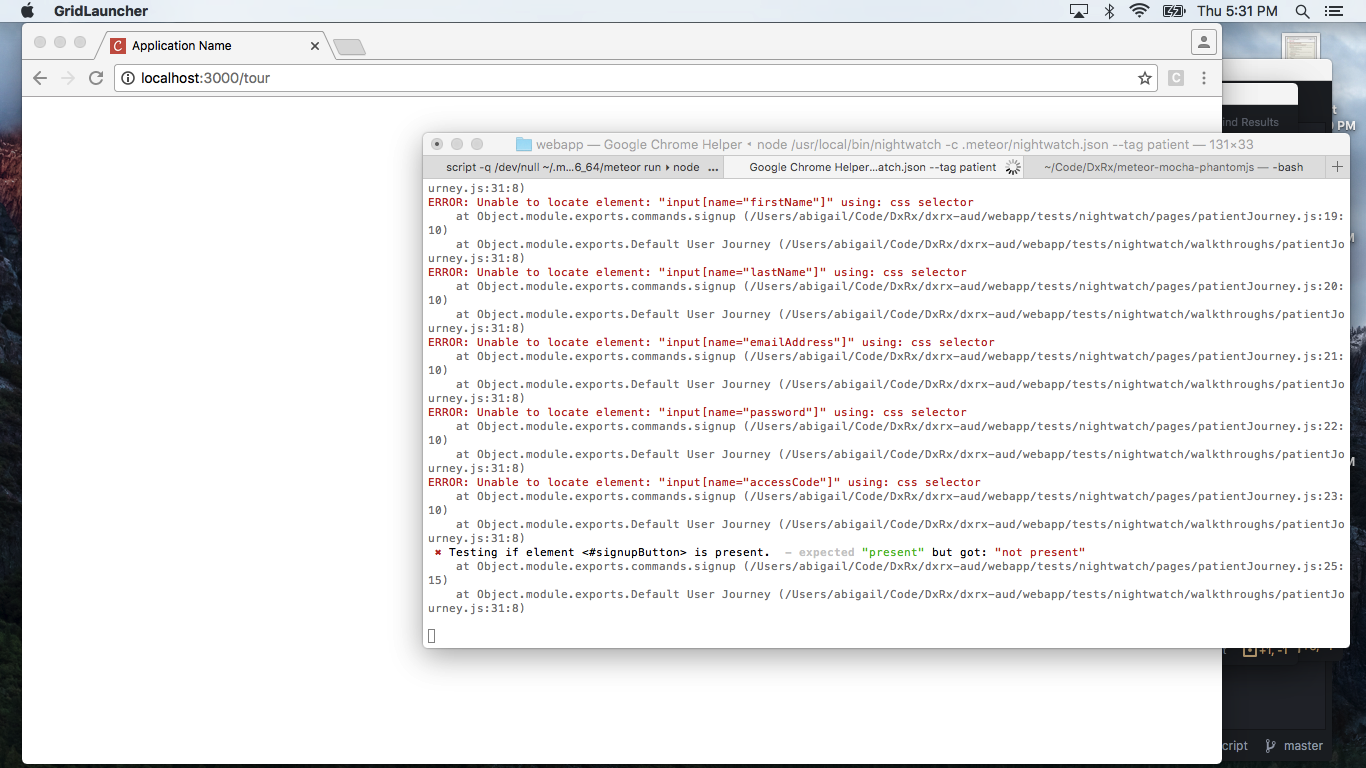 GridLauncher
Thu 5:31 PM
Application Name
localhost:3000/tour
C
ind Results
PM
webapp — Google Chrome Helper ◂ node /usr/local/bin/nightwatch -c .meteor/nightwatch.json --tag patient — 131×33
script -q /dev/null ~/.m...6_64/meteor run ▸ node ...
Google Chrome Helper...atch.json --tag patient
~/Code/DxRx/meteor-mocha-phantomjs — -bash
urney.js:31:8)
ERROR: Unable to locate element: "input[name="firstName"]" using: css selector
at Object.module.exports.commands.signup (/Users/abigail/Code/DxRx/dxrx-aud/webapp/tests/nightwatch/pages/patientJourney.js:19:
10)
at Object.module.exports.Default User Journey (/Users/abigail/Code/DxRx/dxrx-aud/webapp/tests/nightwatch/walkthroughs/patientJo
urney.js:31:8)
ERROR: Unable to locate element: "input[name="lastName"]" using: css selector
at Object.module.exports.commands.signup (/Users/abigail/Code/DxRx/dxrx-aud/webapp/tests/nightwatch/pages/patientJourney.js:20:
10)
at Object.module.exports.Default User Journey (/Users/abigail/Code/DxRx/dxrx-aud/webapp/tests/nightwatch/walkthroughs/patientJo
urney.js:31:8)
ERROR: Unable to locate element: "input[name="emailAddress"]" using: css selector
at Object.module.exports.commands.signup (/Users/abigail/Code/DxRx/dxrx-aud/webapp/tests/nightwatch/pages/patientJourney.js:21:
10)
at Object.module.exports.Default User Journey (/Users/abigail/Code/DxRx/dxrx-aud/webapp/tests/nightwatch/walkthroughs/patientJo
urney.js:31:8)
ERROR: Unable to locate element: "input[name="password"]" using: css selector
at Object.module.exports.commands.signup (/Users/abigail/Code/DxRx/dxrx-aud/webapp/tests/nightwatch/pages/patientJourney.js:22:
10)
at Object.module.exports.Default User Journey (/Users/abigail/Code/DxRx/dxrx-aud/webapp/tests/nightwatch/walkthroughs/patientJo
urney.js:31:8)
ERROR: Unable to locate element: "input[name="accessCode"]" using: css selector
at Object.module.exports.commands.signup (/Users/abigail/Code/DxRx/dxrx-aud/webapp/tests/nightwatch/pages/patientJourney.js:23:
10)
at Object.module.exports.Default User Journey (/Users/abigail/Code/DxRx/dxrx-aud/webapp/tests/nightwatch/walkthroughs/patientJo
urney.js:31:8)
✖ Testing if element <#signupButton> is present. – expected "present" but got: "not present"
at Object.module.exports.commands.signup (/Users/abigail/Code/DxRx/dxrx-aud/webapp/tests/nightwatch/pages/patientJourney.js:25:
15)
at Object.module.exports.Default User Journey (/Users/abigail/Code/DxRx/dxrx-aud/webapp/tests/nightwatch/walkthroughs/patientJo
urney.js:31:8)
+1, -1
cript
master